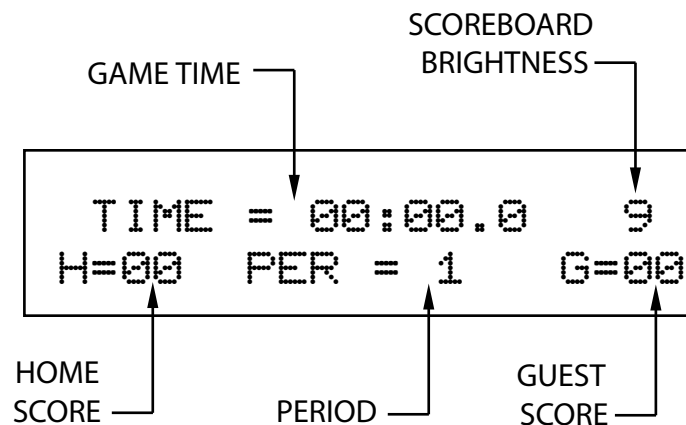 SCOREBOARD
BRIGHTNESS
GAME TIME
TIME = 00:00.0 9
H=00 PER = 1 G=00
HOME
SCORE
PERIOD
GUEST
SCORE